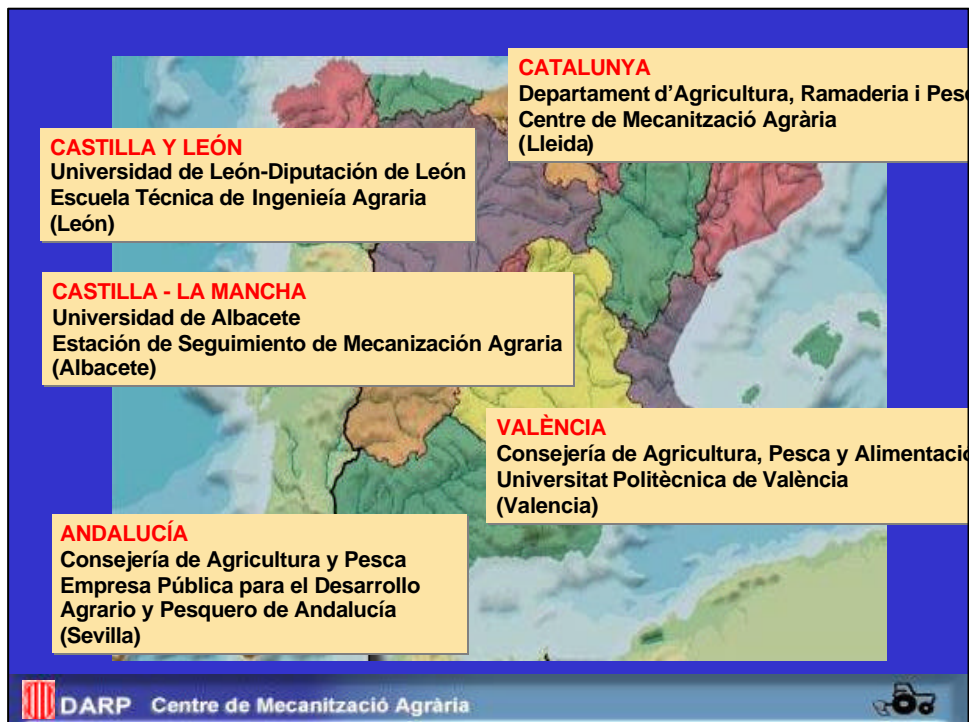 CATALUNYA
Departament d'Agricultura, Ramaderia i Pesc
Centre de Mecanització Agrària
(Lleida)
CASTILLA Y LEÓN
Universidad de León-Diputación de León
Escuela Técnica de Ingenieía Agraria
(León)
CASTILLA - LA MANCHA
Universidad de Albacete
Estación de Seguimiento de Mecanización Agraria
(Albacete)
VALÈNCIA
Consejería de Agricultura, Pesca y Alimentació
Universitat Politècnica de València
(Valencia)
ANDALUCÍA
Consejería de Agricultura y Pesca
Empresa Pública para el Desarrollo
Agrario y Pesquero de Andalucía
(Sevilla)
DARP Centre de Mecanització Agrària